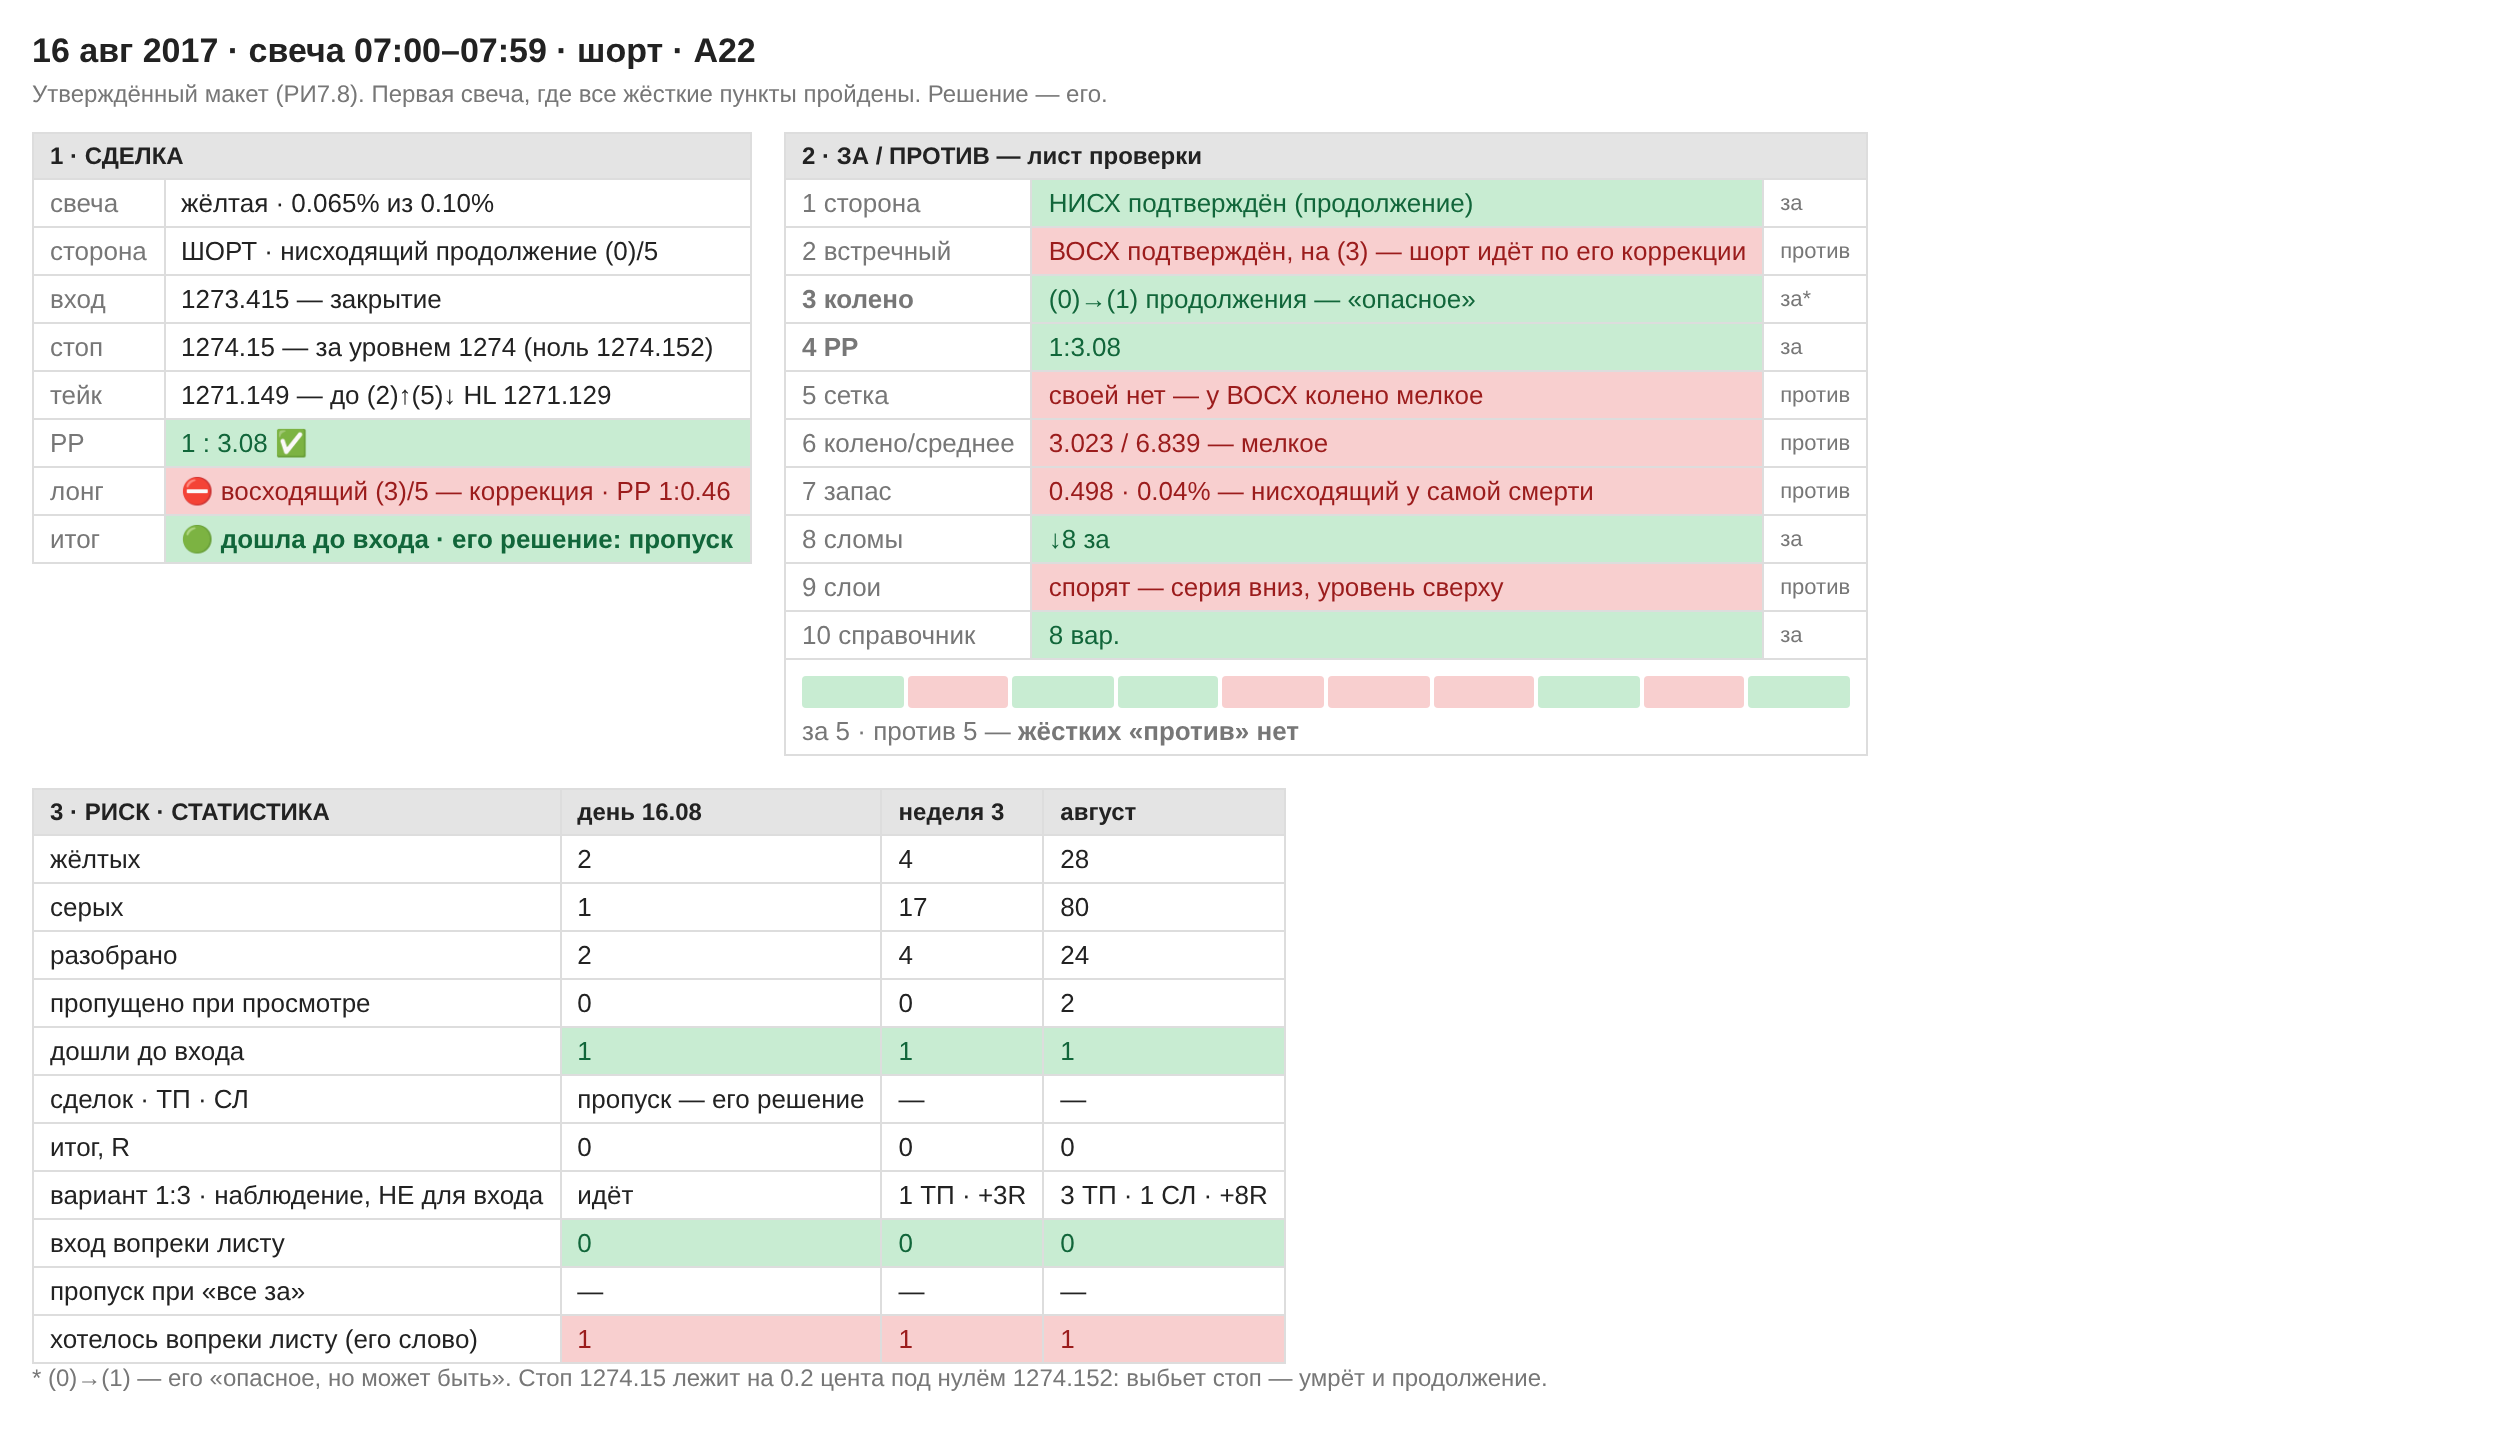 16 авг 2017 · свеча 07:00–07:59 · шорт · А22
Утверждённый макет (РИ7.8). Первая свеча, где все жёсткие пункты пройдены. Решение — его.
1 · СДЕЛКА
свеча жёлтая · 0.065% из 0.10%
сторона ШОРТ · нисходящий продолжение (0)/5
вход 1273.415 — закрытие
стоп 1274.15 — за уровнем 1274 (ноль 1274.152)
тейк 1271.149 — до (2)↑(5)↓ HL 1271.129
РР 1 : 3.08 ✅
лонг ⛔ восходящий (3)/5 — коррекция · РР 1:0.46
итог 🟢 дошла до входа · его решение: пропуск
2 · ЗА / ПРОТИВ — лист проверки
1 сторона НИСХ подтверждён (продолжение) за
2 встречный ВОСХ подтверждён, на (3) — шорт идёт по его коррекции против
3 колено (0)→(1) продолжения — «опасное» за*
4 РР 1:3.08 за
5 сетка своей нет — у ВОСХ колено мелкое против
6 колено/среднее 3.023 / 6.839 — мелкое против
7 запас 0.498 · 0.04% — нисходящий у самой смерти против
8 сломы ↓8 за за
9 слои спорят — серия вниз, уровень сверху против
10 справочник 8 вар. за
за 5 · против 5 — жёстких «против» нет
3 · РИСК · СТАТИСТИКА день 16.08 неделя 3 август
жёлтых 2 4 28
серых 1 17 80
разобрано 2 4 24
пропущено при просмотре 0 0 2
дошли до входа 1 1 1
сделок · ТП · СЛ пропуск — его решение — —
итог, R 0 0 0
вариант 1:3 · наблюдение, НЕ для входа идёт 1 ТП · +3R 3 ТП · 1 СЛ · +8R
вход вопреки листу 0 0 0
пропуск при «все за» — — —
хотелось вопреки листу (его слово) 1 1 1
* (0)→(1) — его «опасное, но может быть». Стоп 1274.15 лежит на 0.2 цента под нулём 1274.152: выбьет стоп — умрёт и продолжение.